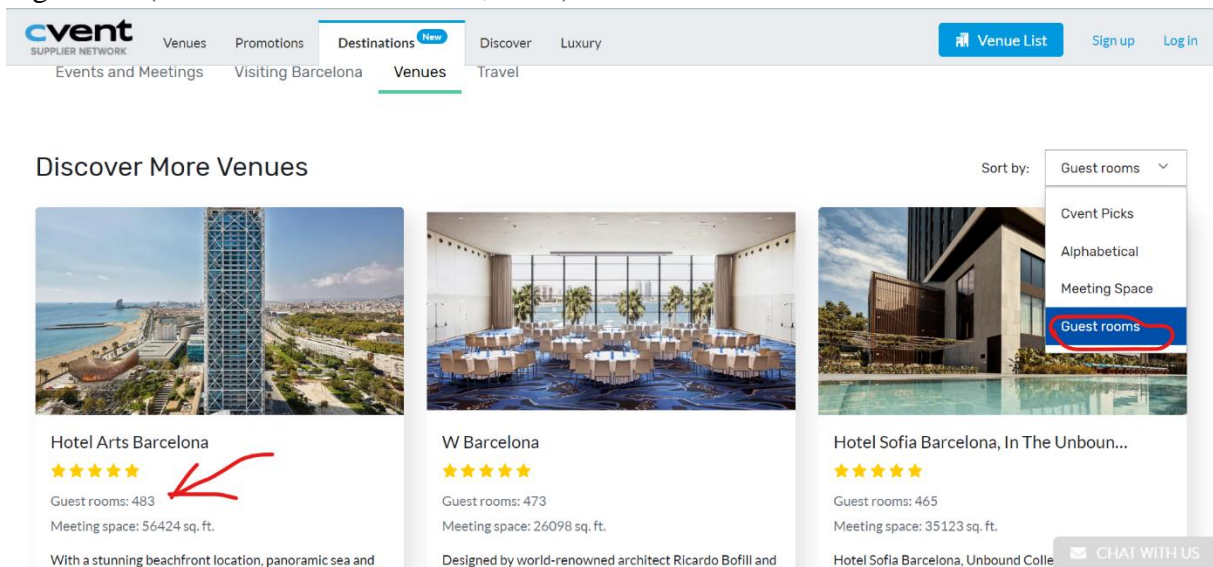 cvent
SUPPLIER NETWORK
Venues Promotions Destinations New Discover Luxury Venue List Sign up Log in
Events and Meetings Visiting Barcelona Venues Travel
Discover More Venues
Sort by: Guest rooms
Cvent Picks
Alphabetical
Meeting Space
Guest rooms
Hotel Arts Barcelona
Guest rooms: 483
Meeting space: 56424 sq. ft.
With a stunning beachfront location, panoramic sea and
W Barcelona
Guest rooms: 473
Meeting space: 26098 sq. ft.
Designed by world-renowned architect Ricardo Bofill and
Hotel Sofia Barcelona, In The Unboun...
Guest rooms: 465
Meeting space: 35123 sq. ft.
Hotel Sofia Barcelona, Unbound Colle
CHAT WITH US